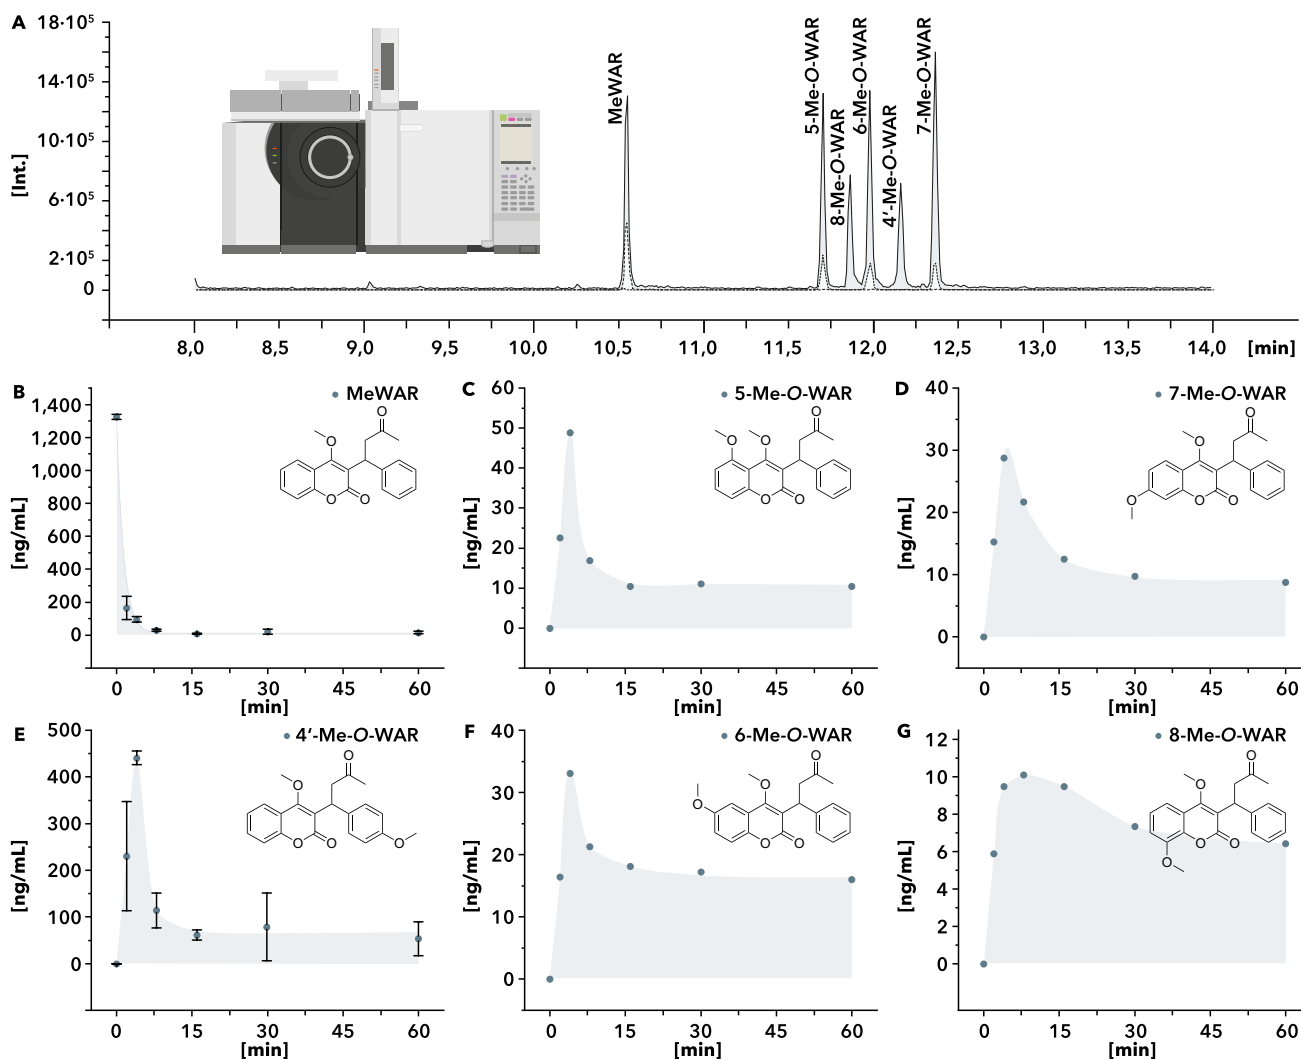 A
18·10⁵
14·10⁵
10·10⁵
6·10⁵
2·10⁵
0
[Int.]
MeWAR
5-Me-O-WAR
8-Me-O-WAR
6-Me-O-WAR
4'-Me-O-WAR
7-Me-O-WAR
8,0 8,5 9,0 9,5 10,0 10,5 11,0 11,5 12,0 12,5 13,0 13,5 14,0 [min]
B
MeWAR
1,400
1,200
1,000
800
600
400
200
0
[ng/mL]
O
O
O
O
0 15 30 45 60
[min]
C
5-Me-O-WAR
60
50
40
30
20
10
0
[ng/mL]
O
O
O
O
O
0 15 30 45 60
[min]
D
7-Me-O-WAR
40
30
20
10
0
[ng/mL]
O
O
O
O
O
0 15 30 45 60
[min]
E
4'-Me-O-WAR
500
400
300
200
100
0
[ng/mL]
O
O
O
O
O
0 15 30 45 60
[min]
F
6-Me-O-WAR
40
30
20
10
0
[ng/mL]
O
O
O
O
O
0 15 30 45 60
[min]
G
8-Me-O-WAR
12
10
8
6
4
2
0
[ng/mL]
O
O
O
O
O
0 15 30 45 60
[min]